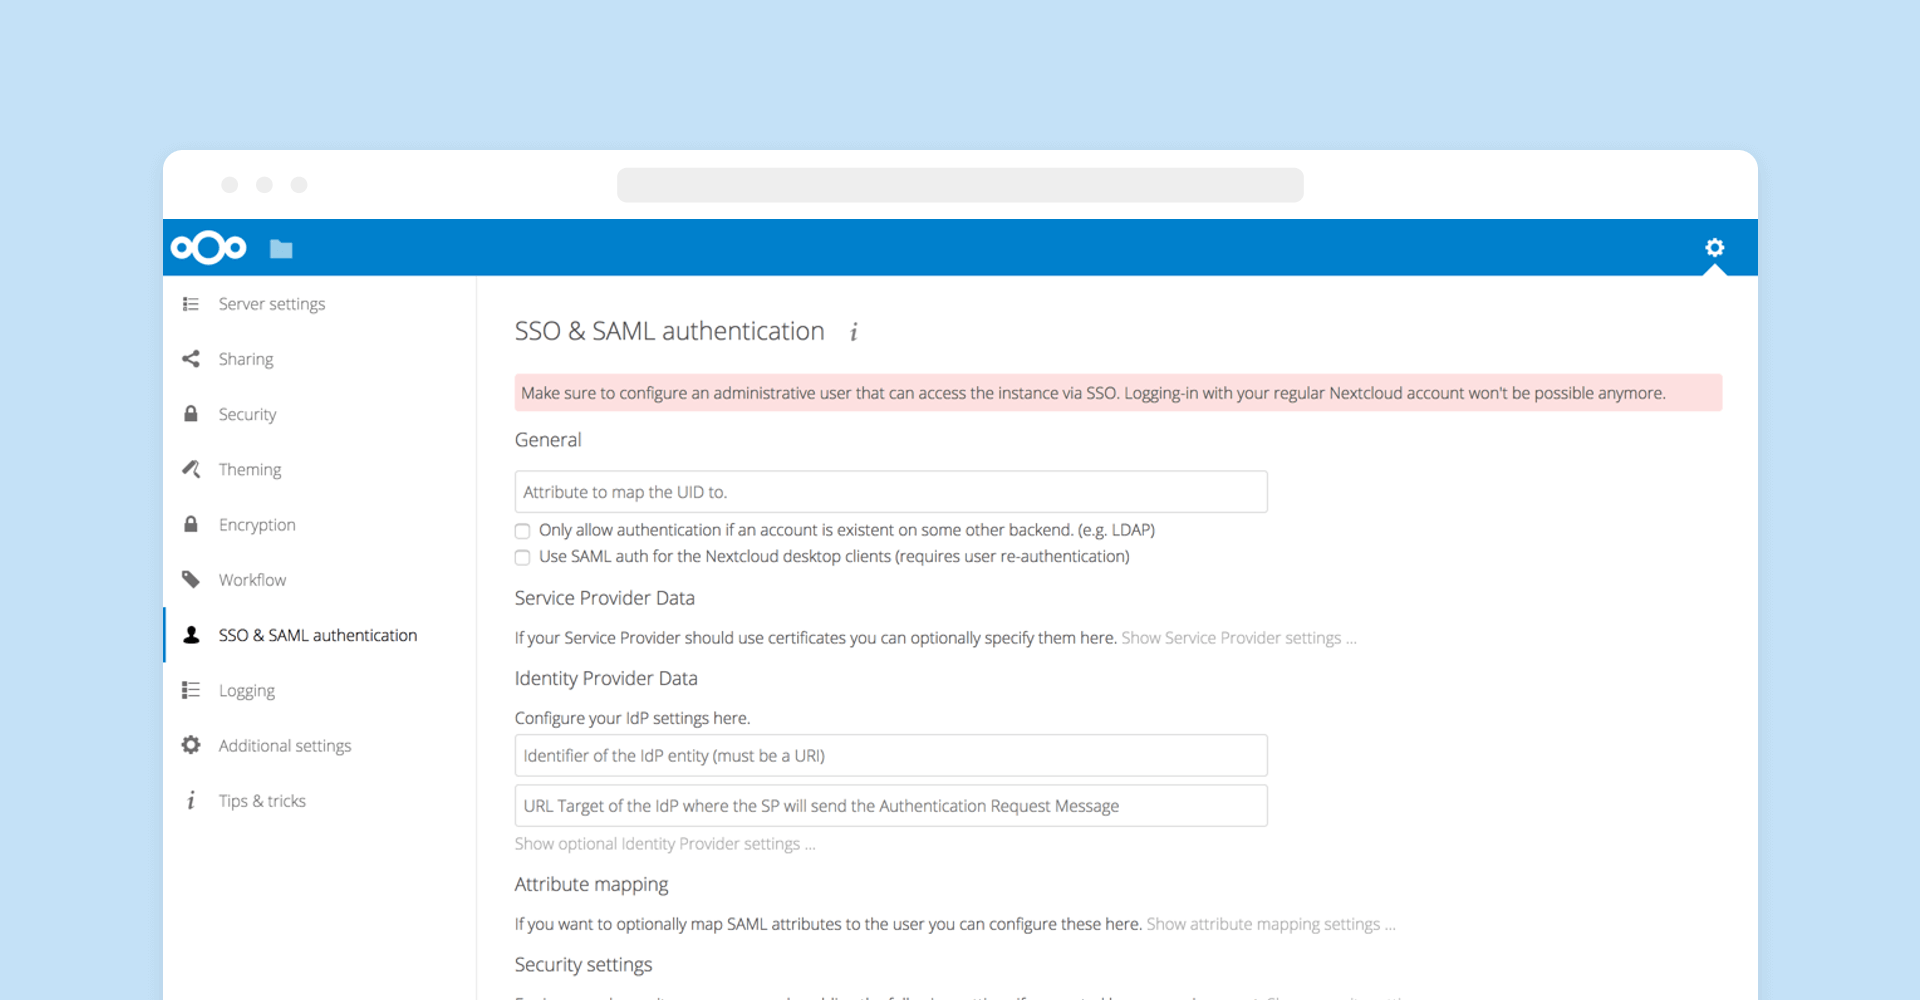 Server settings
Sharing
Security
Theming
Encryption
Workflow
SSO & SAML authentication
Logging
Additional settings
Tips & tricks
SSO & SAML authentication i
Make sure to configure an administrative user that can access the instance via SSO. Logging-in with your regular Nextcloud account won't be possible anymore.
General
Attribute to map the UID to.
Only allow authentication if an account is existent on some other backend. (e.g. LDAP)
Use SAML auth for the Nextcloud desktop clients (requires user re-authentication)
Service Provider Data
If your Service Provider should use certificates you can optionally specify them here. Show Service Provider settings ...
Identity Provider Data
Configure your IdP settings here.
Identifier of the IdP entity (must be a URI)
URL Target of the IdP where the SP will send the Authentication Request Message
Show optional Identity Provider settings ...
Attribute mapping
If you want to optionally map SAML attributes to the user you can configure these here. Show attribute mapping settings ...
Security settings